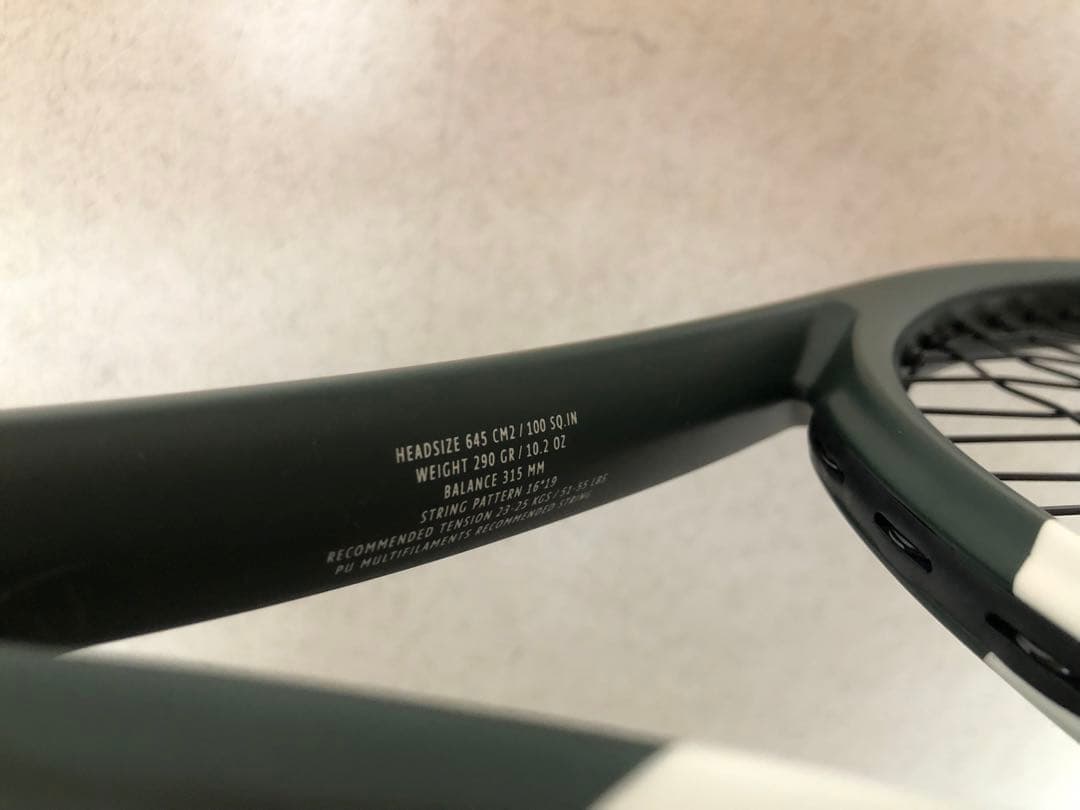 HEADSIZE 645 CM2 / 100 SQ.IN
WEIGHT 290 GR / 10.2 OZ
BALANCE 315 MM
STRING PATTERN 16*19
RECOMMENDED TENSION 23-25 KGS / 51-55 LBS
PU MULTIFILAMENTS RECOMMENDED STRING